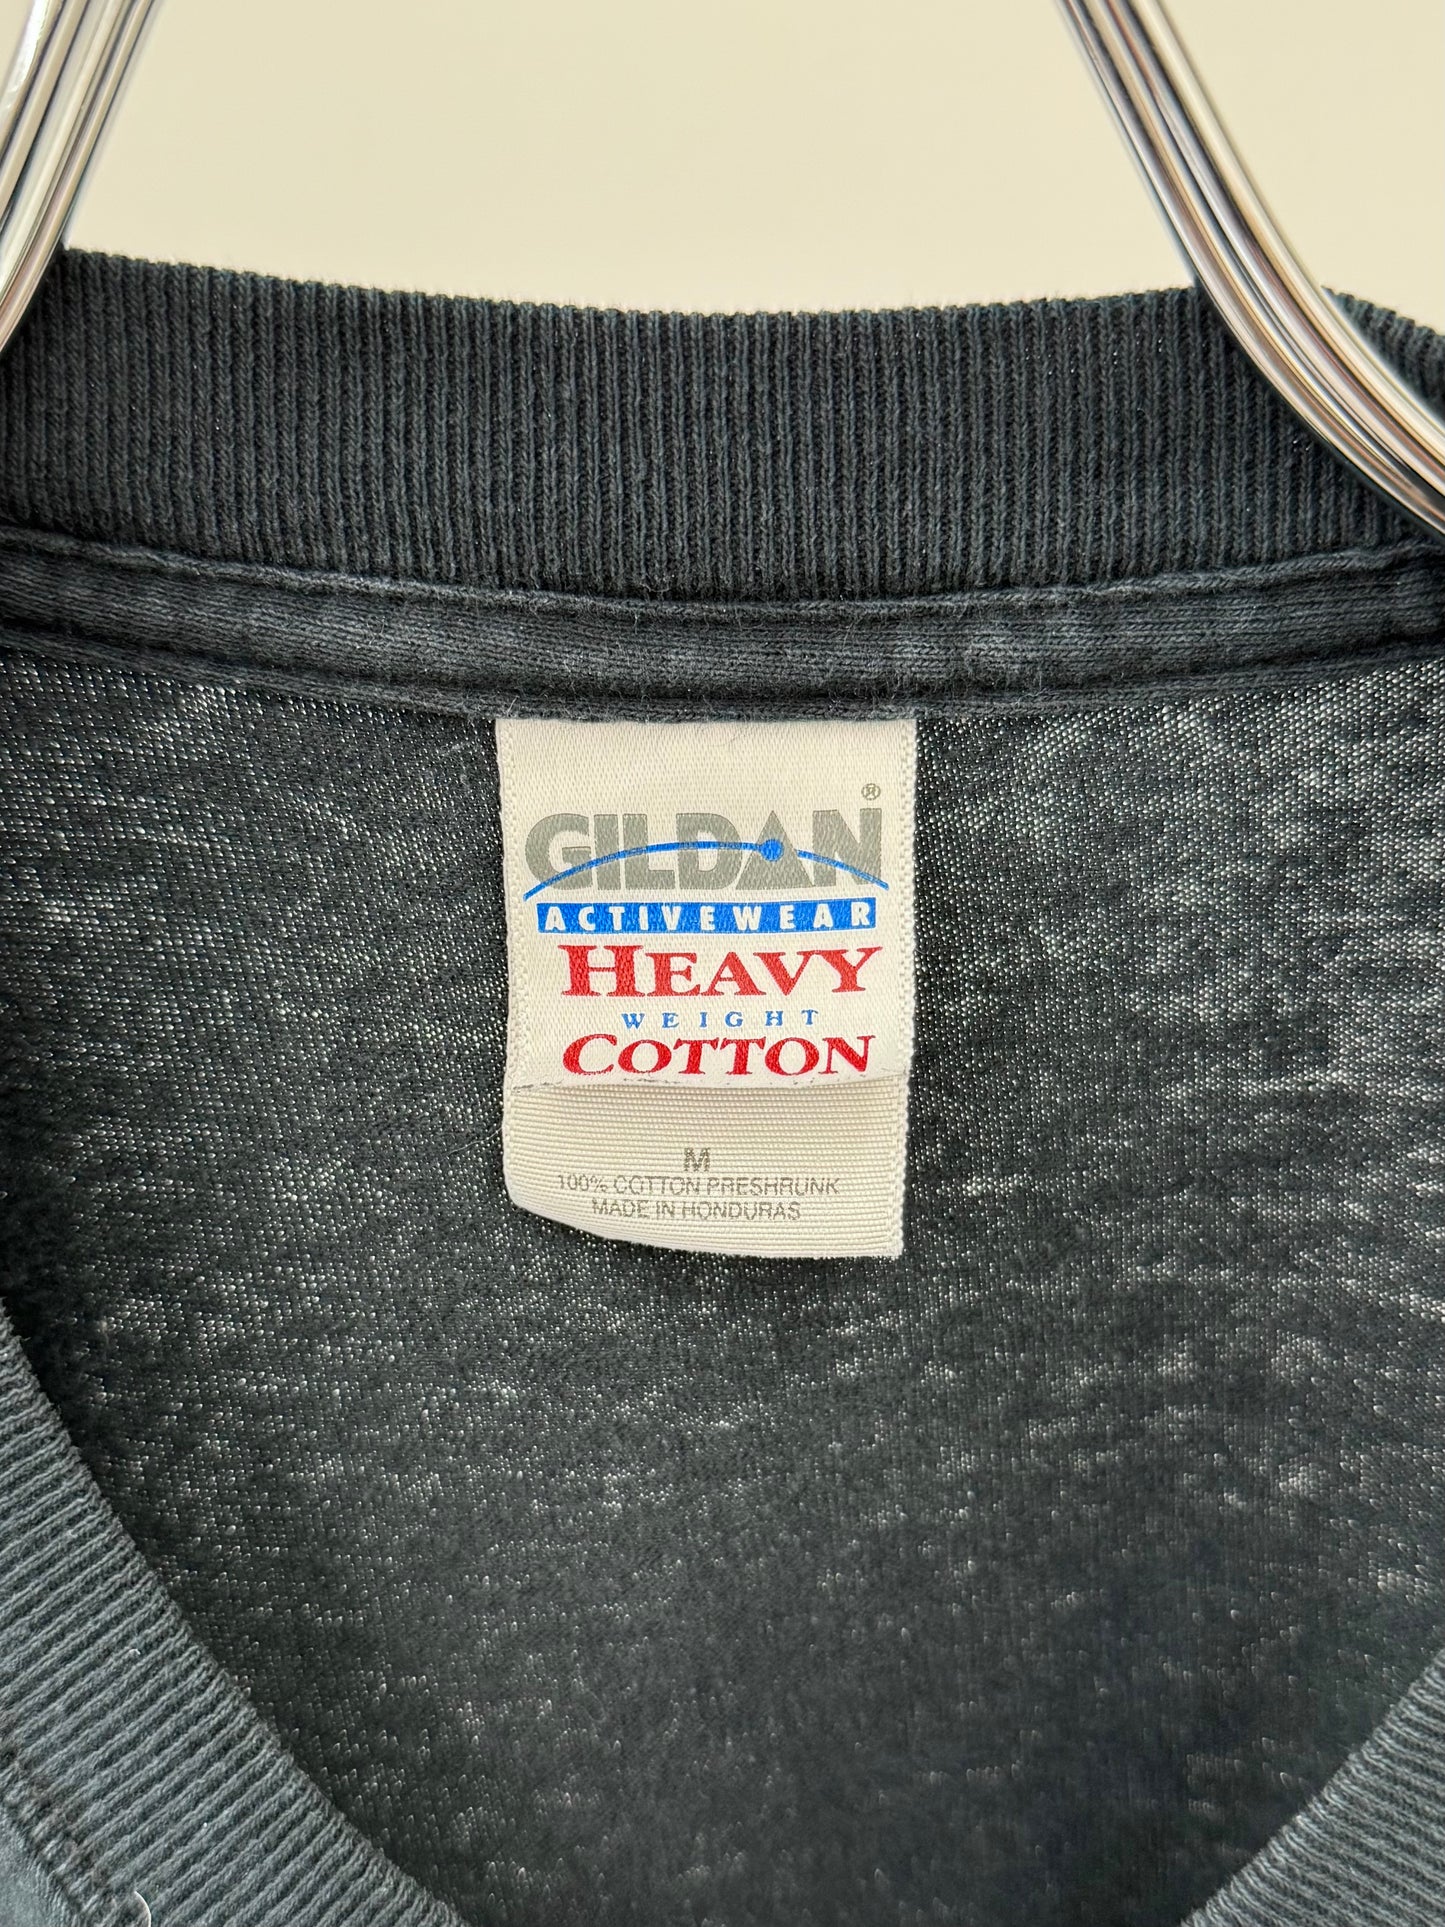 GILDAN®
ACTIVEWEAR
HEAVY
WEIGHT
COTTON
M
100% COTTON PRESHRUNK
MADE IN HONDURAS